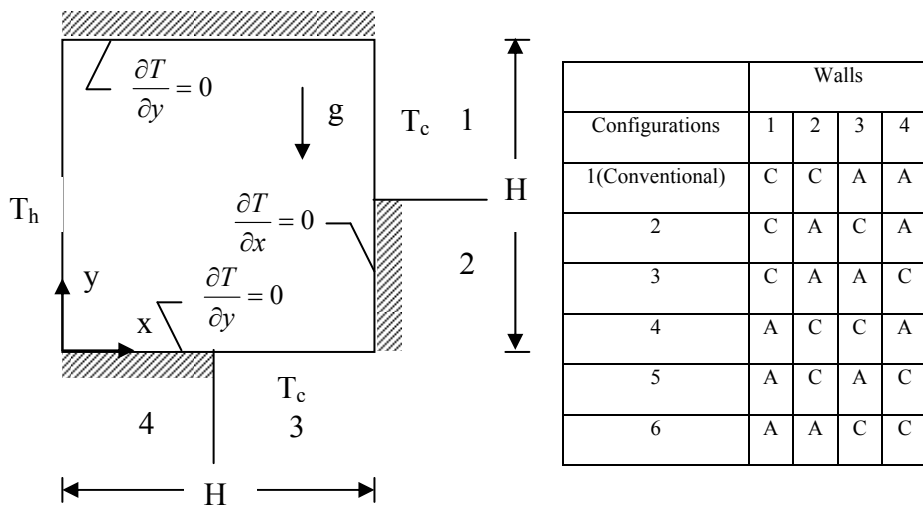 ∂T/∂y = 0
g
T_c 1
H
T_h
∂T/∂x = 0
2
y
∂T/∂y = 0
x
T_c
4
3
H
Walls
Configurations 1 2 3 4
1(Conventional) C C A A
2 C A C A
3 C A A C
4 A C C A
5 A C A C
6 A A C C